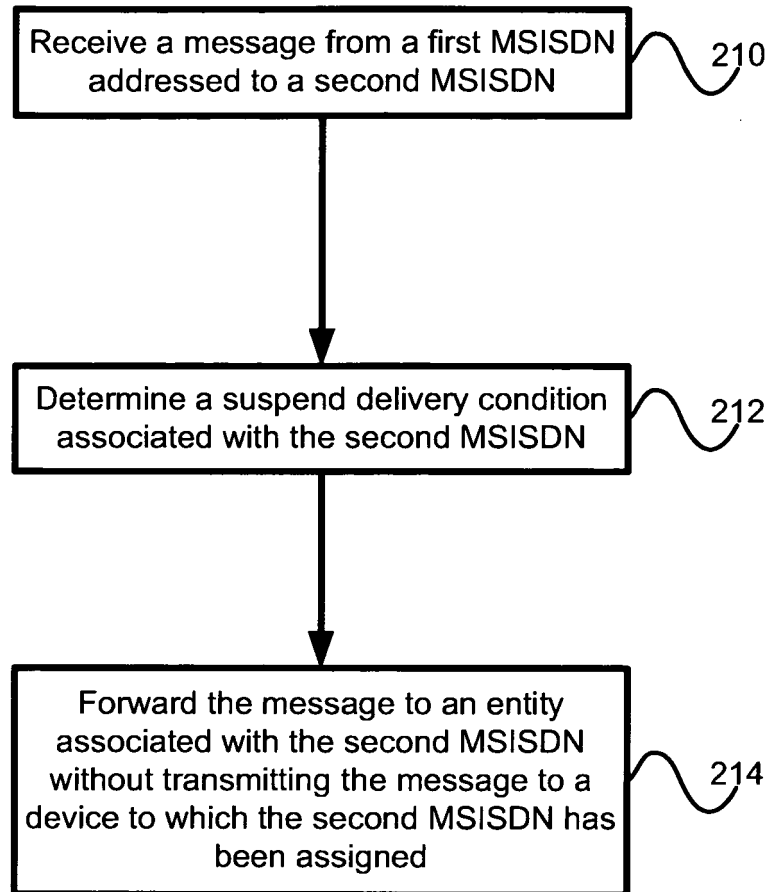 Receive a message from a first MSISDN
addressed to a second MSISDN
210
Determine a suspend delivery condition
associated with the second MSISDN
212
Forward the message to an entity
associated with the second MSISDN
without transmitting the message to a
device to which the second MSISDN has
been assigned
214